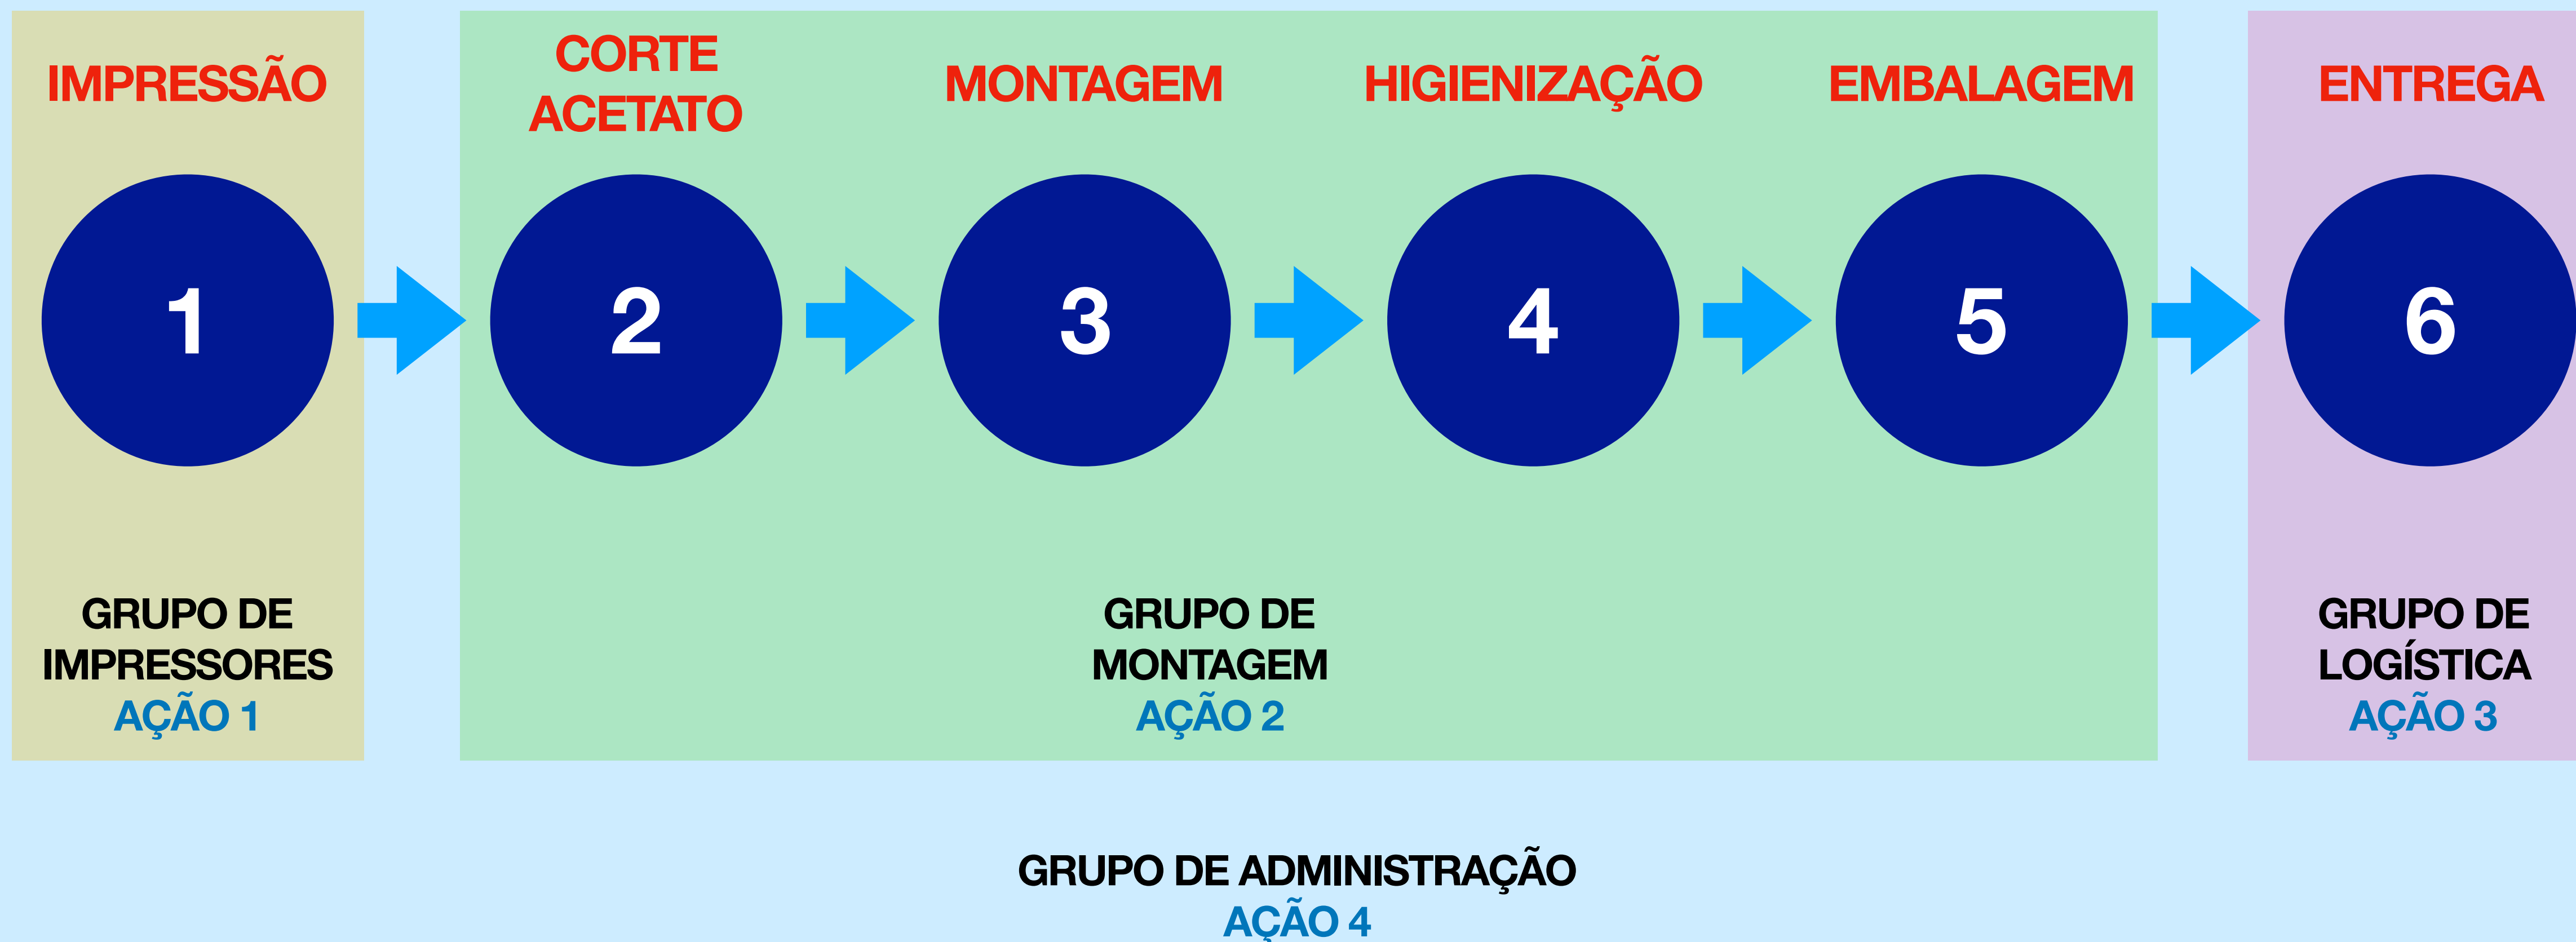 IMPRESSÃO
CORTE
ACETATO
MONTAGEM
HIGIENIZAÇÃO
EMBALAGEM
ENTREGA
1
2
3
4
5
6
GRUPO DE
IMPRESSORES
AÇÃO 1
GRUPO DE
MONTAGEM
AÇÃO 2
GRUPO DE
LOGÍSTICA
AÇÃO 3
GRUPO DE ADMINISTRAÇÃO
AÇÃO 4